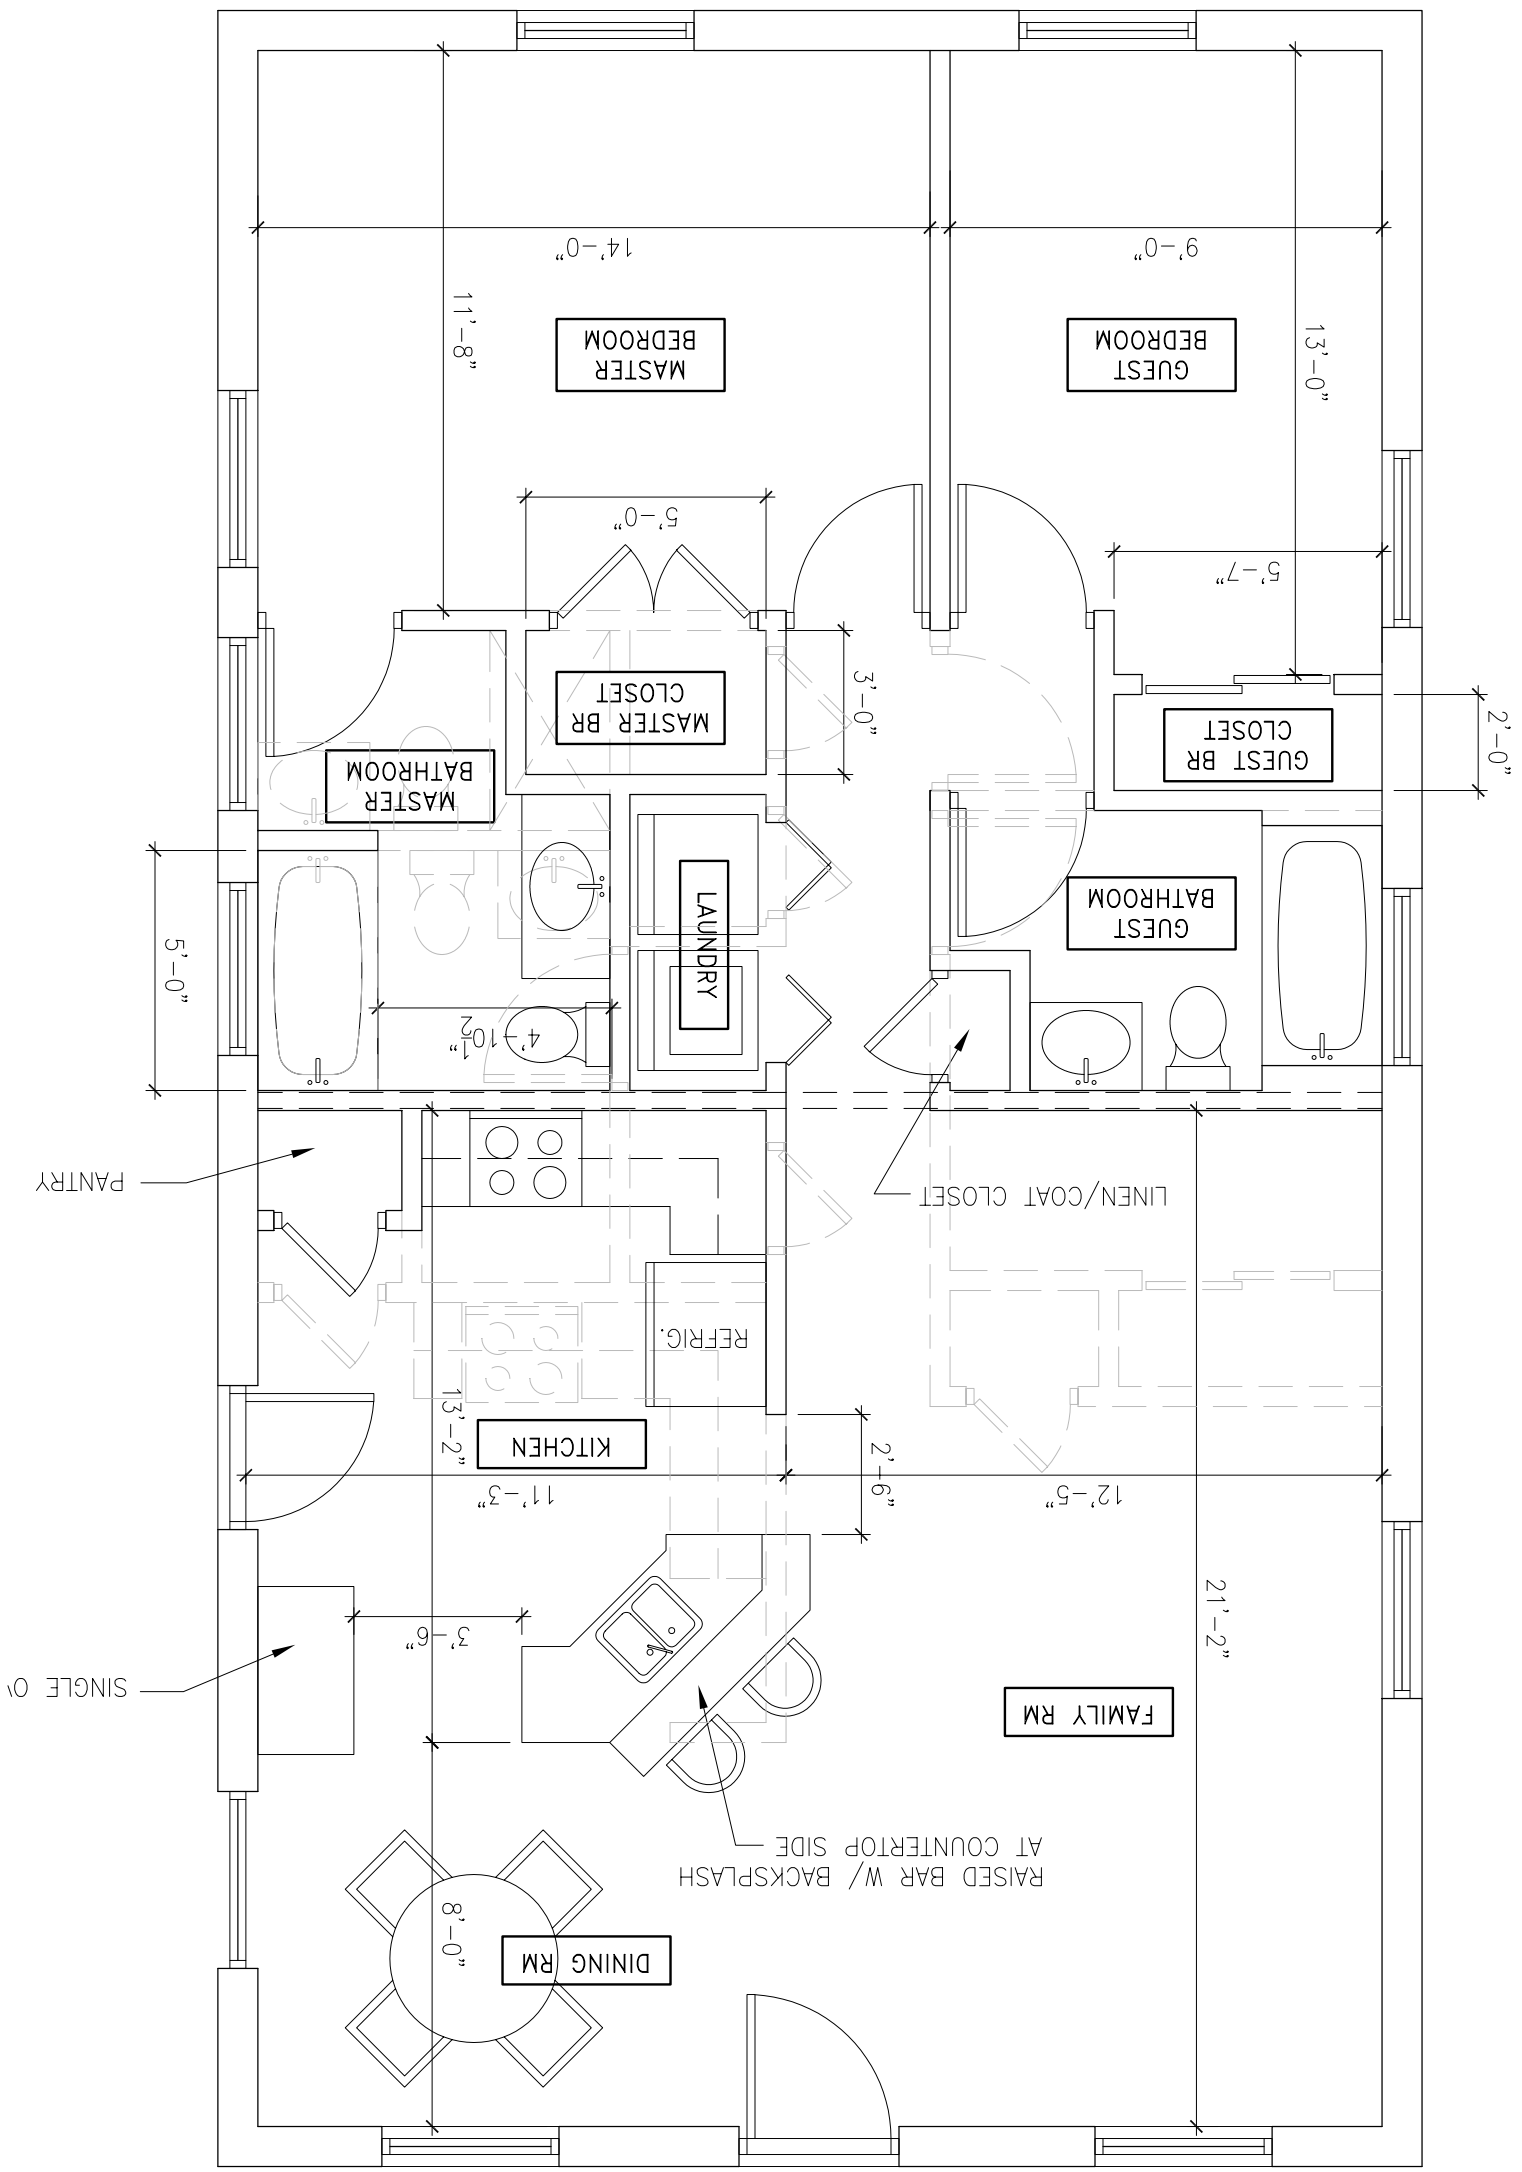 RAISED BAR W/ BACKSPLASH
AT COUNTERTOP SIDE
DINING RM
8'-0"
FAMILY RM
21'-2"
SINGLE
3'-6"
12'-5"
2'-6"
11'-3"
13'-2"
KITCHEN
REFRIG.
LINEN/COAT CLOSET
PANTRY
4'-10½"
5'-0"
LAUNDRY
GUEST
BATHROOM
MASTER
BATHROOM
GUEST BR
CLOSET
2'-0"
MASTER BR
CLOSET
3'-0"
5'-7"
5'-0"
GUEST
BEDROOM
13'-0"
MASTER
BEDROOM
11'-8"
9'-0"
14'-0"